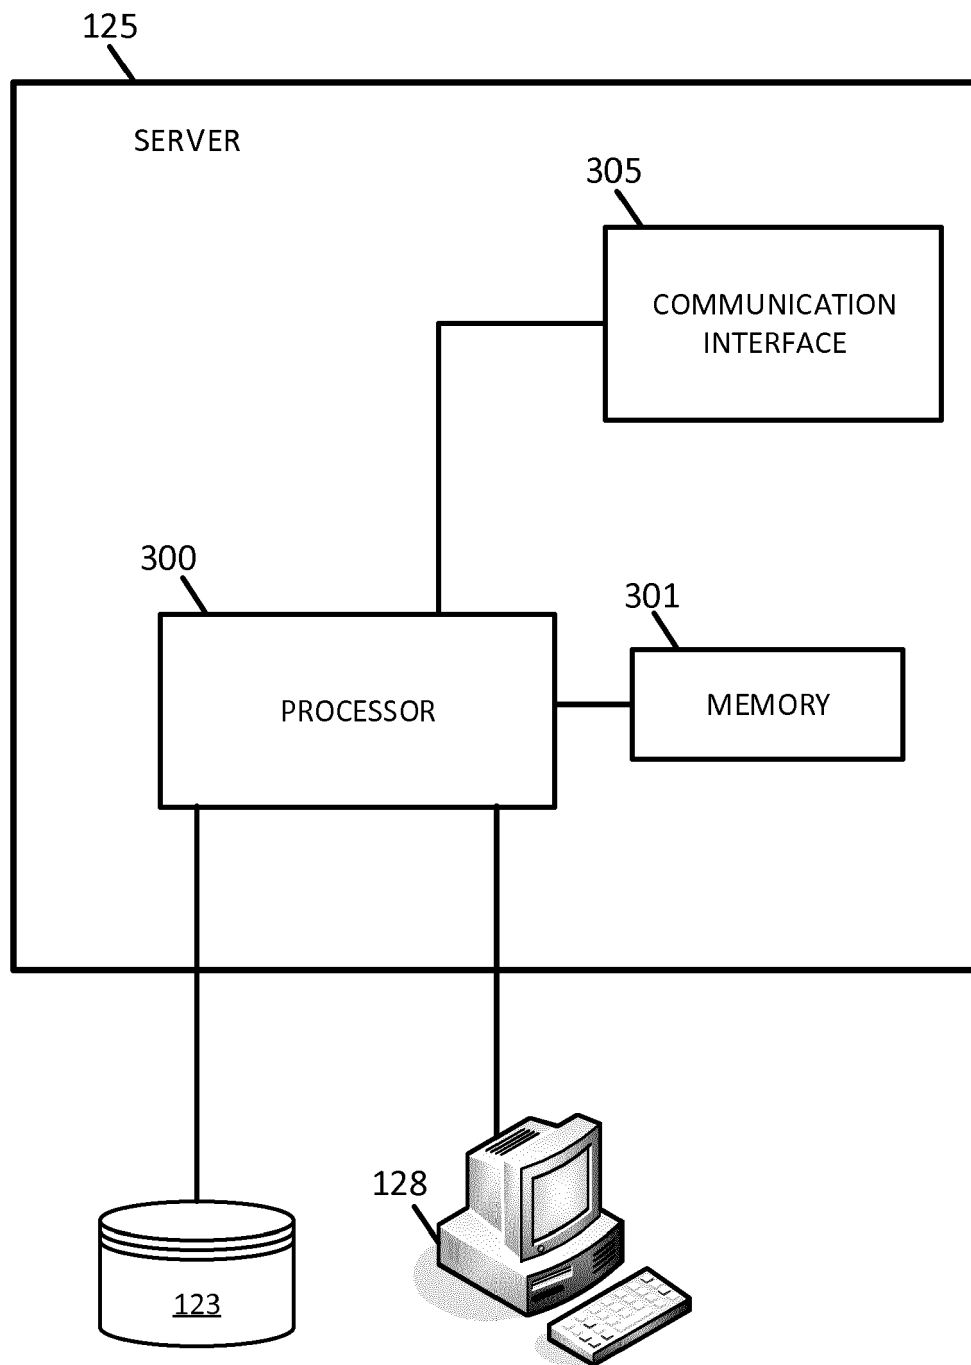 125
SERVER
305
COMMUNICATION
INTERFACE
300
301
PROCESSOR
MEMORY
128
123